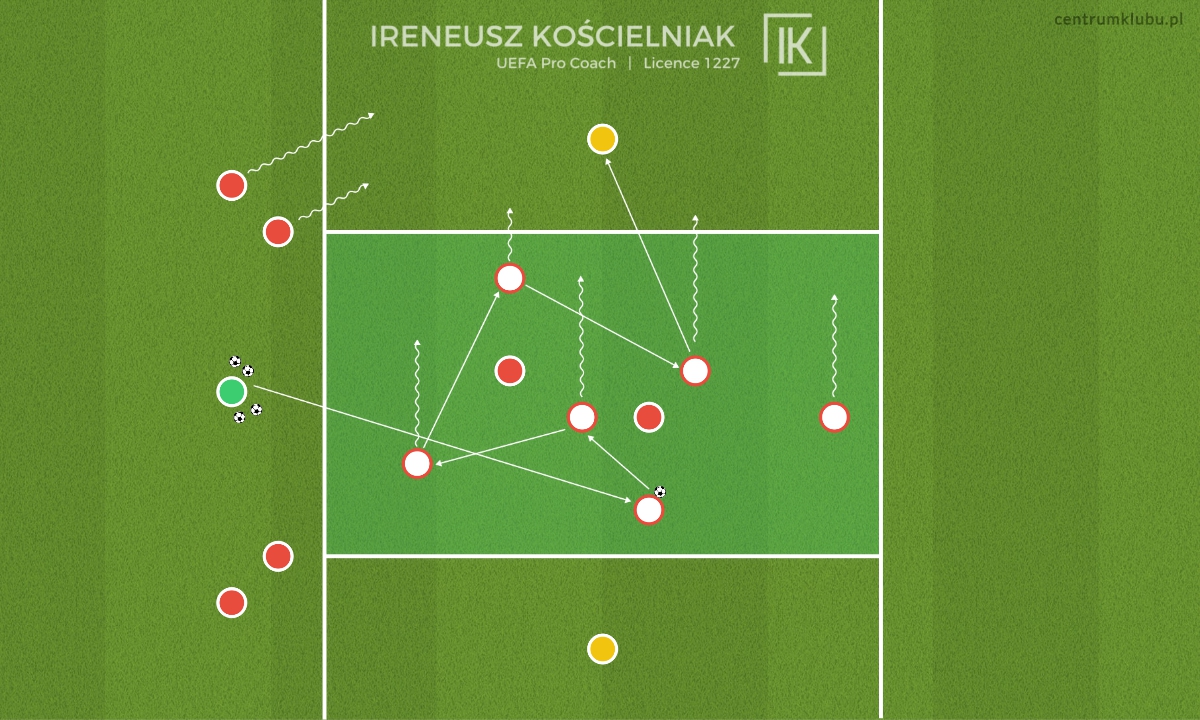 centrumklubu.pl
IRENEUSZ KOŚCIELNIAK
UEFA Pro Coach | Licence 1227
IK